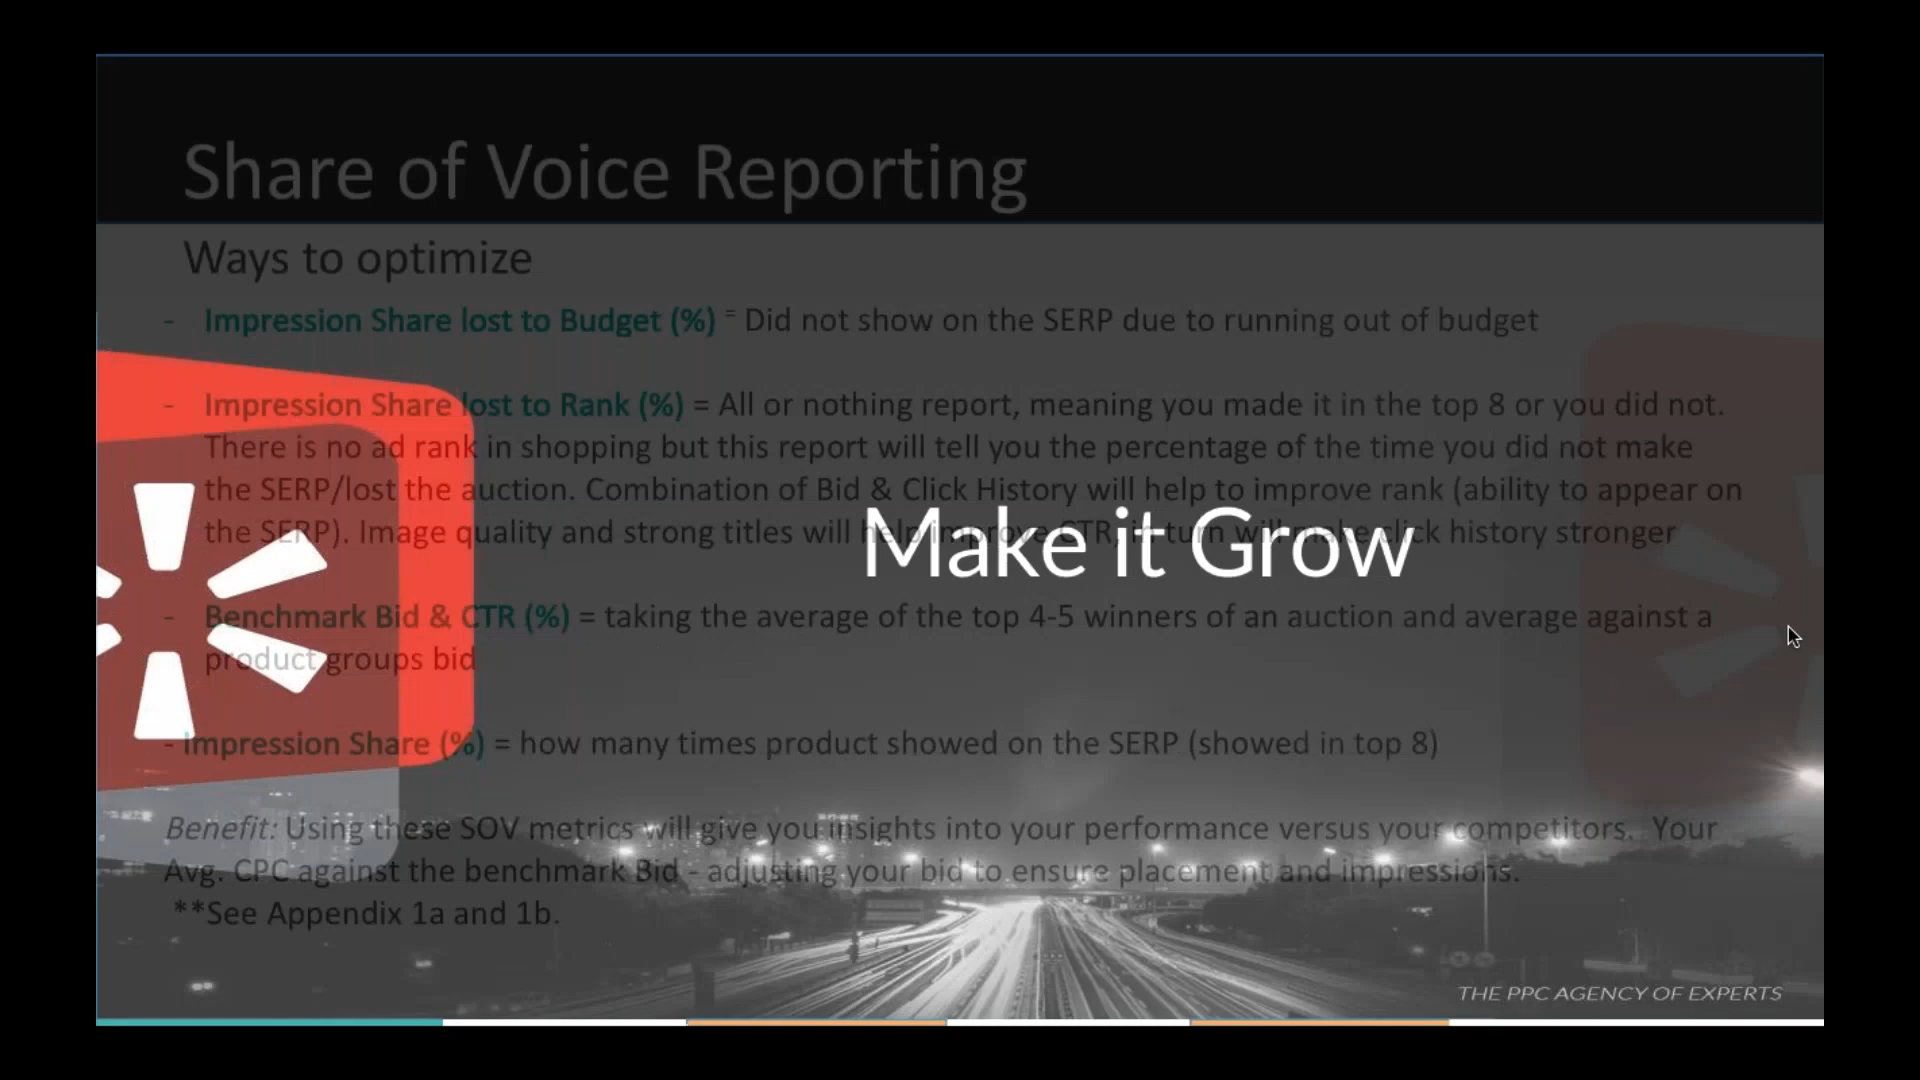 Share of Voice Reporting
Ways to optimize
- Impression Share lost to Budget (%) = Did not show on the SERP due to running out of budget
- Impression Share lost to Rank (%) = All or nothing report, meaning you made it in the top 8 or you did not.
There is no ad rank in shopping but this report will tell you the percentage of the time you did not make
the SERP/lost the auction. Combination of Bid & Click History will help to improve rank (ability to appear on
the SERP). Image quality and strong titles will help improve CTR, in turn will make click history stronger
Make it Grow
- Benchmark Bid & CTR (%) = taking the average of the top 4-5 winners of an auction and average against a
product groups bid
- Impression Share (%) = how many times product showed on the SERP (showed in top 8)
Benefit: Using these SOV metrics will give you insights into your performance versus your competitors. Your
Avg. CPC against the benchmark Bid - adjusting your bid to ensure placement and impressions.
**See Appendix 1a and 1b.
THE PPC AGENCY OF EXPERTS